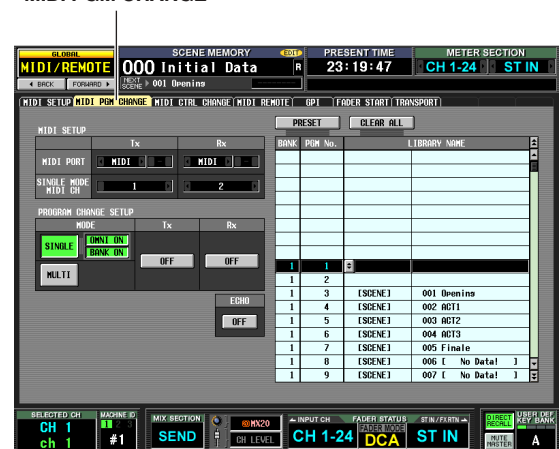 MIDI PGM CHANGE
GLOBAL
MIDI/REMOTE
BACK FORWARD
SCENE MEMORY EDIT
000 Initial Data R
NEXT SCENE 001 Opening
PRESENT TIME
23:19:47
METER SECTION
CH 1-24 ST IN
MIDI SETUP MIDI PGM CHANGE MIDI CTRL CHANGE MIDI REMOTE GPI FADER START TRANSPORT
PRESET CLEAR ALL
MIDI SETUP
Tx Rx
MIDI PORT MIDI - MIDI -
SINGLE MODE MIDI CH 1 2
PROGRAM CHANGE SETUP
MODE Tx Rx
SINGLE OMNI ON BANK ON
MULTI
OFF OFF
ECHO
OFF
BANK PGM No. LIBRARY NAME
1 1
1 2
1 3 [SCENE] 001 Opening
1 4 [SCENE] 002 ACT1
1 5 [SCENE] 003 ACT2
1 6 [SCENE] 004 ACT3
1 7 [SCENE] 005 Finale
1 8 [SCENE] 006 [ No Data! ]
1 9 [SCENE] 007 [ No Data! ]
SELECTED CH
CH 1
ch 1
MACHINE ID
1 2 3
#1
MIX SECTION
SEND
MX20
CH LEVEL
INPUT CH FADER STATUS ST IN/FX.RTN
CH 1-24 FADER MODE DCA ST IN
DIRECT RECALL
MUTE MASTER
USER DEF KEY BANK
A